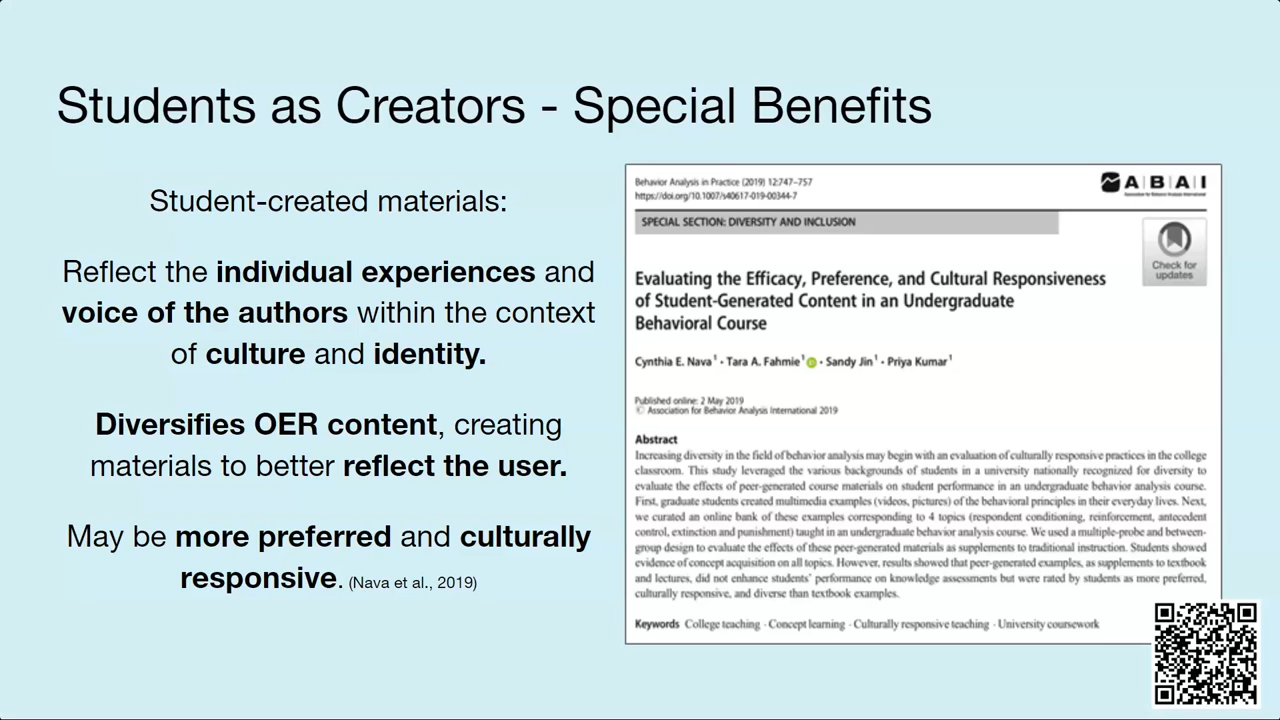 Students as Creators - Special Benefits
Student-created materials:
Reflect the individual experiences and
voice of the authors within the context
of culture and identity.
Diversifies OER content, creating
materials to better reflect the user.
May be more preferred and culturally
responsive. (Nava et al., 2019)
Behavior Analysis in Practice (2019) 12:747–757
https://doi.org/10.1007/s40617-019-00344-7
ABAI
Association for Behavior Analysis International
SPECIAL SECTION: DIVERSITY AND INCLUSION
Check for
updates
Evaluating the Efficacy, Preference, and Cultural Responsiveness
of Student-Generated Content in an Undergraduate
Behavioral Course
Cynthia E. Nava¹ · Tara A. Fahmie¹ · Sandy Jin¹ · Priya Kumar¹
Published online: 2 May 2019
© Association for Behavior Analysis International 2019
Abstract
Increasing diversity in the field of behavior analysis may begin with an evaluation of culturally responsive practices in the college
classroom. This study leveraged the various backgrounds of students in a university nationally recognized for diversity to
evaluate the effects of peer-generated course materials on student performance in an undergraduate behavior analysis course.
First, graduate students created multimedia examples (videos, pictures) of the behavioral principles in their everyday lives. Next,
we curated an online bank of these examples corresponding to 4 topics (respondent conditioning, reinforcement, antecedent
control, extinction and punishment) taught in an undergraduate behavior analysis course. We used a multiple-probe and between-
group design to evaluate the effects of these peer-generated materials as supplements to traditional instruction. Students showed
evidence of concept acquisition on all topics. However, results showed that peer-generated examples, as supplements to textbook
and lectures, did not enhance students' performance on knowledge assessments but were rated by students as more preferred,
culturally responsive, and diverse than textbook examples.
Keywords College teaching · Concept learning · Culturally responsive teaching · University coursework